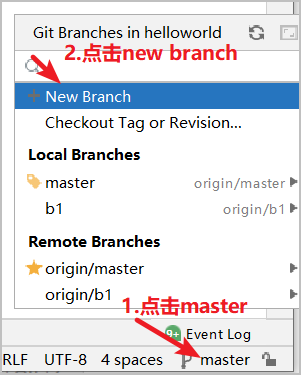 Git Branches in helloworld
2.点击new branch
New Branch
Checkout Tag or Revision...
Local Branches
master origin/master
b1 origin/b1
Remote Branches
origin/master
origin/b1
1.点击master
9+ Event Log
RLF UTF-8 4 spaces master